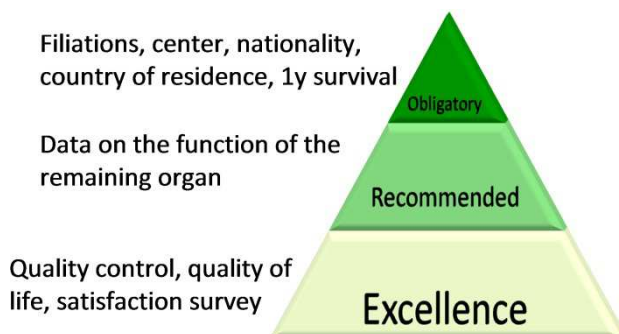 Filiations, center, nationality,
country of residence, 1y survival
Obligatory
Data on the function of the
remaining organ
Recommended
Quality control, quality of
life, satisfaction survey
Excellence